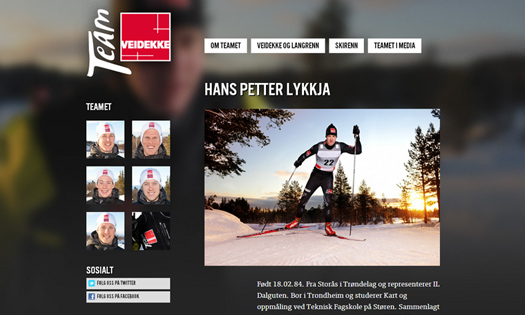 Team
VEIDEKKE
OM TEAMET
VEIDEKKE OG LANGRENN
SKIRENN
TEAMET I MEDIA
HANS PETTER LYKKJA
TEAMET
22
SOSIALT
FØLG OSS PÅ TWITTER
FØLG OSS PÅ FACEBOOK
Født 18.02.84. Fra Storås i Trøndelag og representerer IL
Dalguten. Bor i Trondheim og studerer Kart og
oppmåling ved Teknisk Fagskole på Støren. Sammenlagt